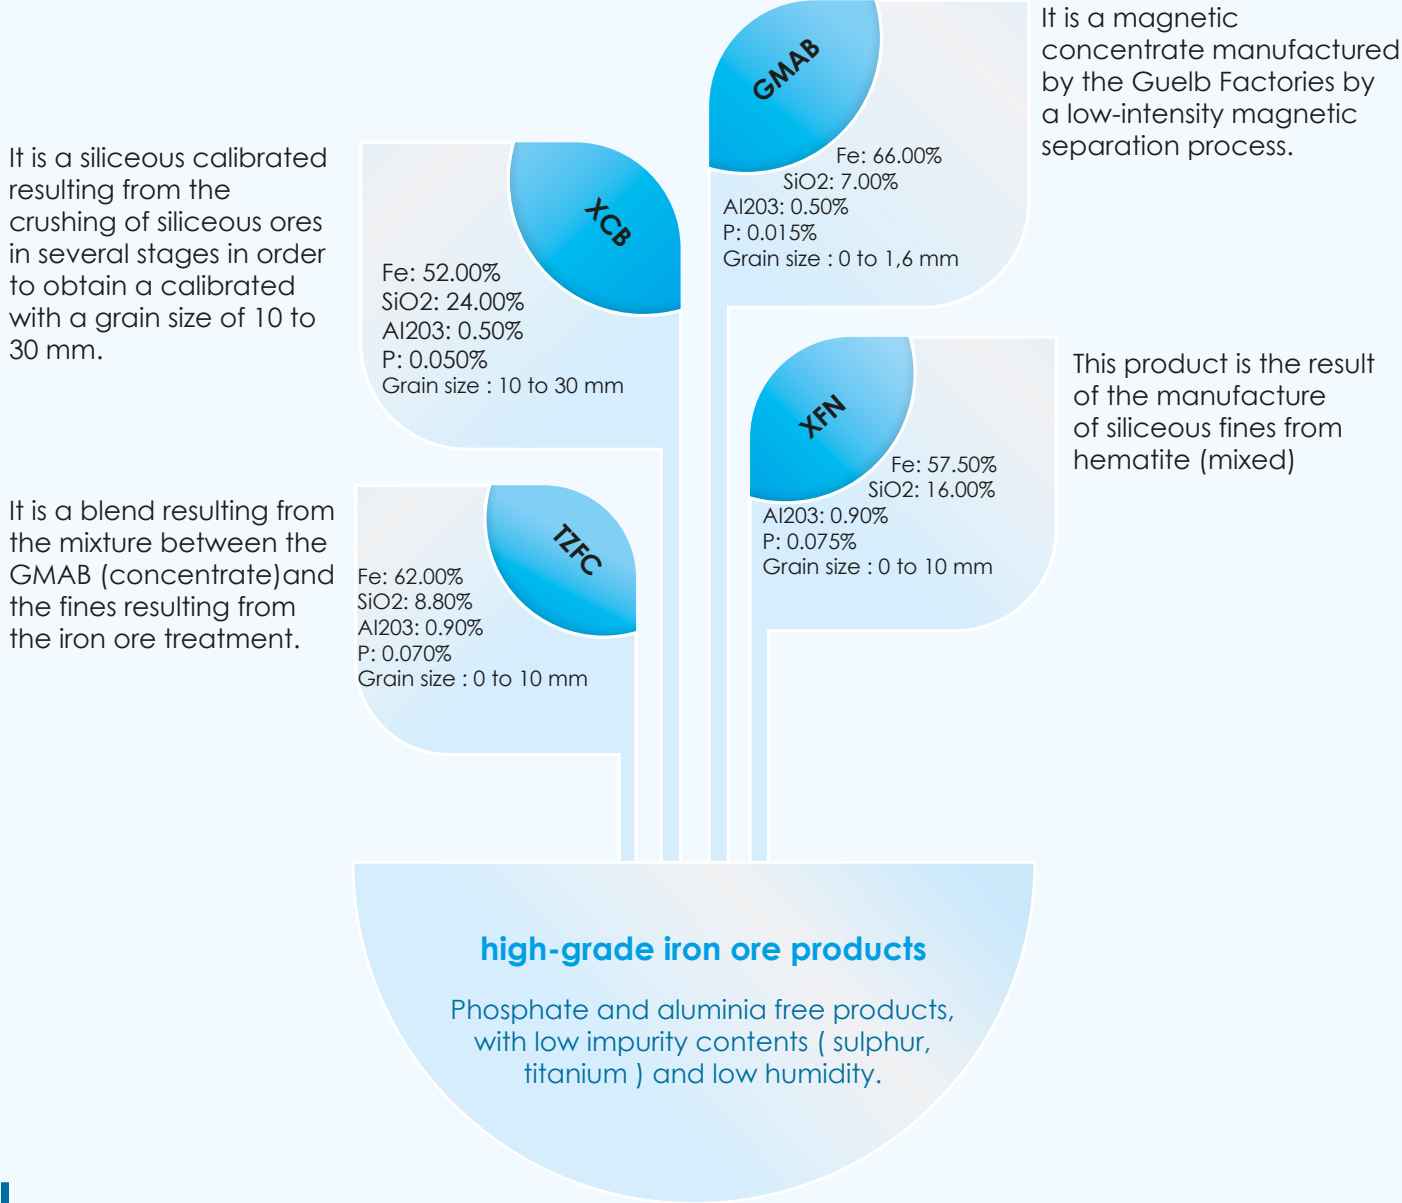 GMAB
Fe: 66.00%
SiO2: 7.00%
Al203: 0.50%
P: 0.015%
Grain size : 0 to 1,6 mm
It is a magnetic
concentrate manufactured
by the Guelb Factories by
a low-intensity magnetic
separation process.
It is a siliceous calibrated
resulting from the
crushing of siliceous ores
in several stages in order
to obtain a calibrated
with a grain size of 10 to
30 mm.
XCB
Fe: 52.00%
SiO2: 24.00%
Al203: 0.50%
P: 0.050%
Grain size : 10 to 30 mm
XFN
Fe: 57.50%
SiO2: 16.00%
Al203: 0.90%
P: 0.075%
Grain size : 0 to 10 mm
This product is the result
of the manufacture
of siliceous fines from
hematite (mixed)
It is a blend resulting from
the mixture between the
GMAB (concentrate)and
the fines resulting from
the iron ore treatment.
TZFC
Fe: 62.00%
SiO2: 8.80%
Al203: 0.90%
P: 0.070%
Grain size : 0 to 10 mm
high-grade iron ore products
Phosphate and aluminia free products,
with low impurity contents ( sulphur,
titanium ) and low humidity.